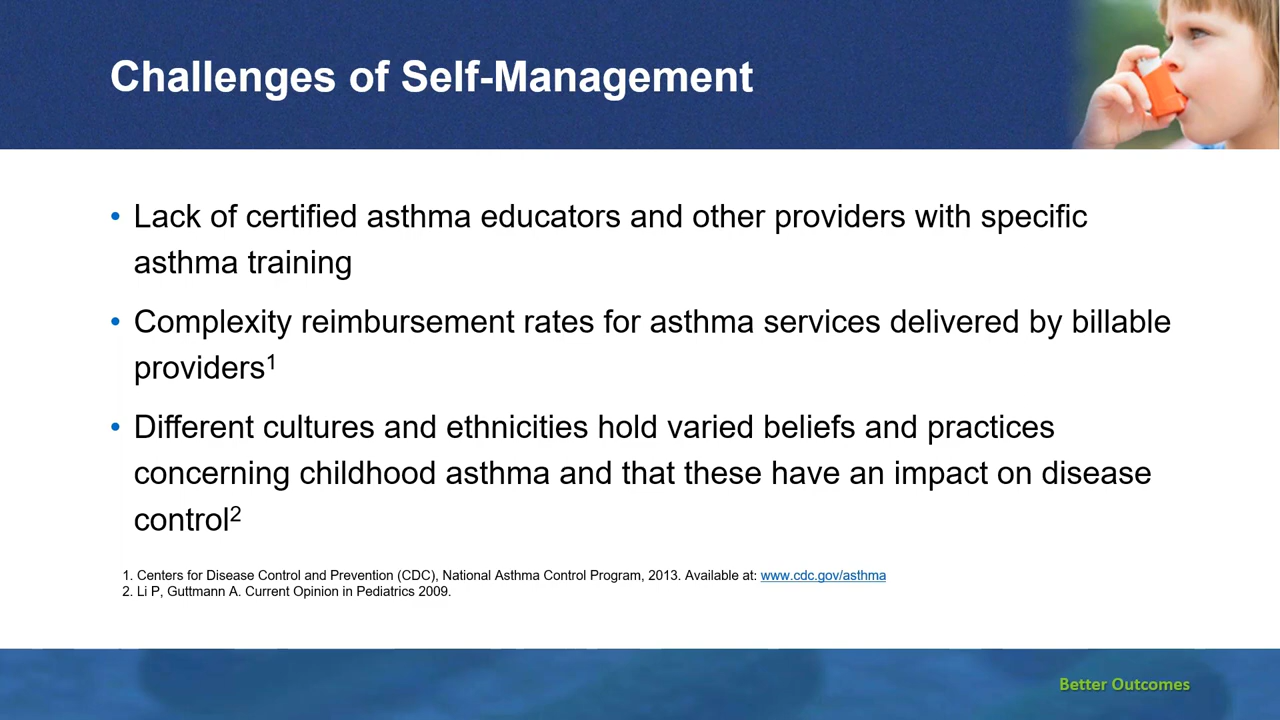 Challenges of Self-Management
• Lack of certified asthma educators and other providers with specific
asthma training
• Complexity reimbursement rates for asthma services delivered by billable
providers¹
• Different cultures and ethnicities hold varied beliefs and practices
concerning childhood asthma and that these have an impact on disease
control²
1. Centers for Disease Control and Prevention (CDC), National Asthma Control Program, 2013. Available at: www.cdc.gov/asthma
2. Li P, Guttmann A. Current Opinion in Pediatrics 2009.
Better Outcomes